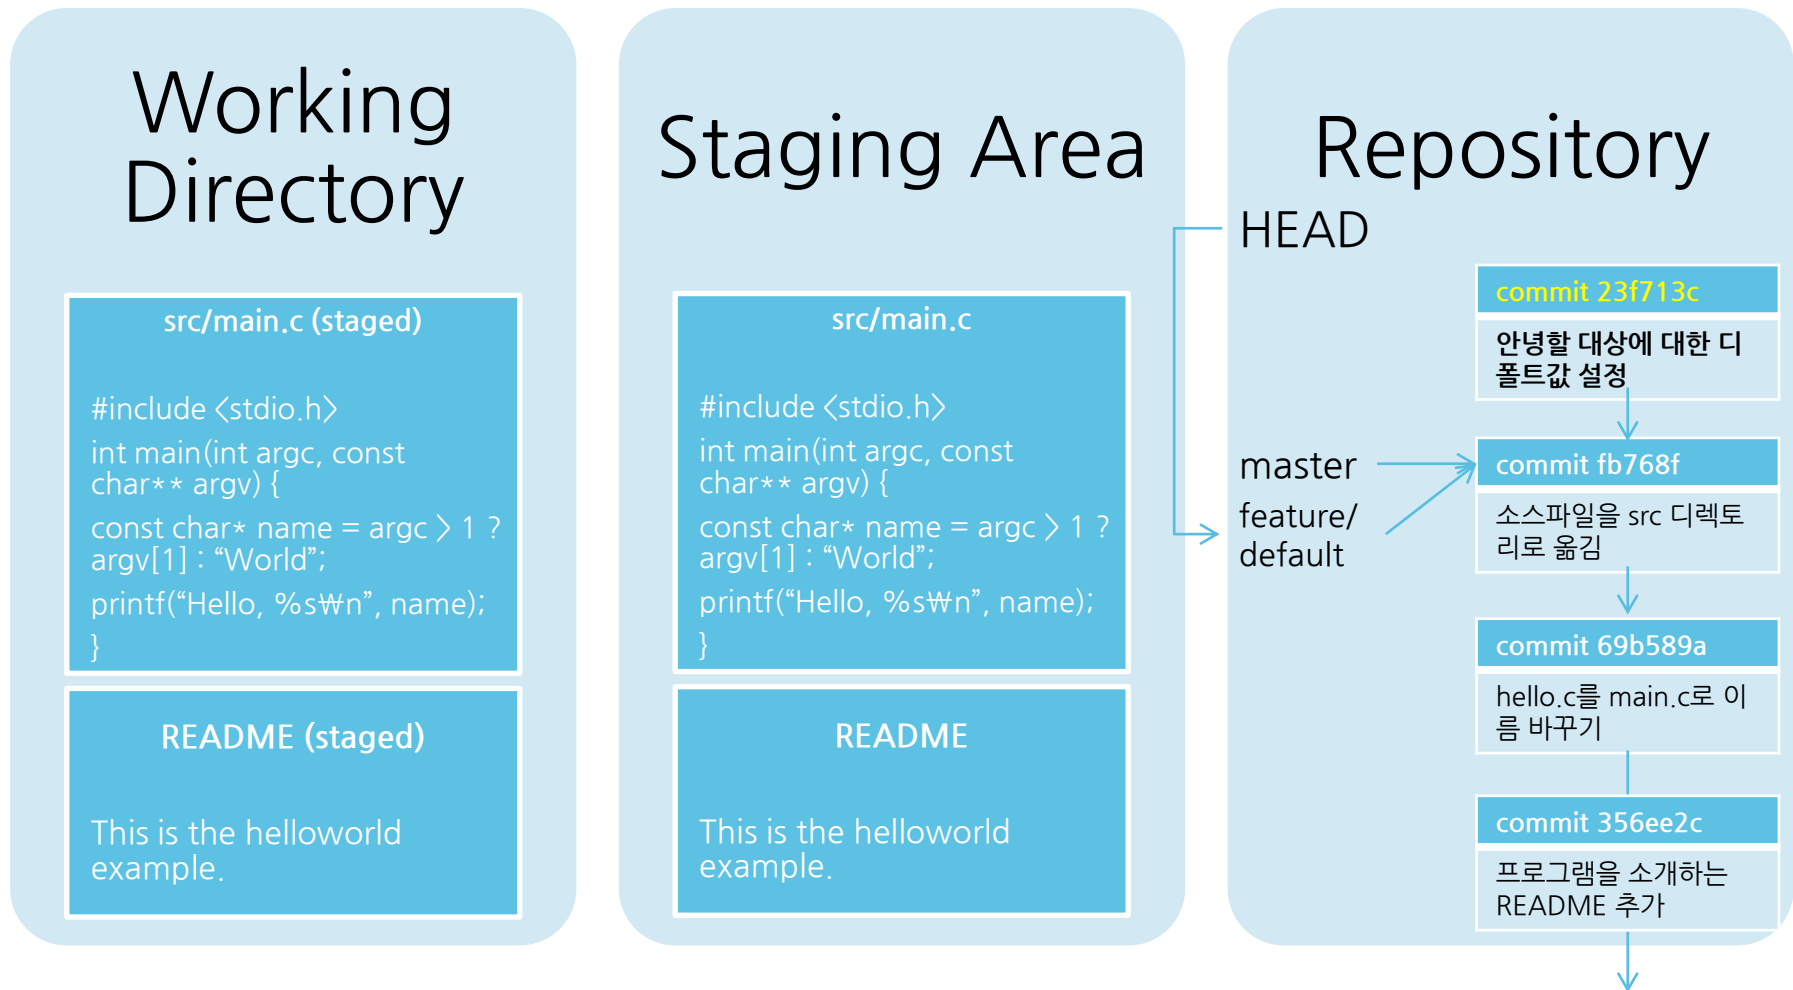 Working
Directory
src/main.c (staged)
#include <stdio.h>
int main(int argc, const
char** argv) {
const char* name = argc > 1 ?
argv[1] : “World”;
printf(“Hello, %s₩n”, name);
}
README (staged)
This is the helloworld
example.
Staging Area
src/main.c
#include <stdio.h>
int main(int argc, const
char** argv) {
const char* name = argc > 1 ?
argv[1] : “World”;
printf(“Hello, %s₩n”, name);
}
README
This is the helloworld
example.
Repository
HEAD
master
feature/
default
commit 23f713c
안녕할 대상에 대한 디
폴트값 설정
commit fb768f
소스파일을 src 디렉토
리로 옮김
commit 69b589a
hello.c를 main.c로 이
름 바꾸기
commit 356ee2c
프로그램을 소개하는
README 추가